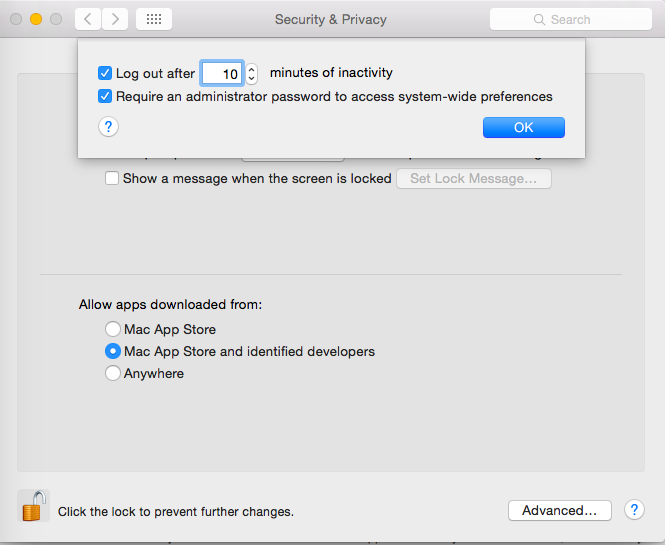 Security & Privacy
Search
Log out after 10 minutes of inactivity
Require an administrator password to access system-wide preferences
?
OK
Show a message when the screen is locked Set Lock Message...
Allow apps downloaded from:
Mac App Store
Mac App Store and identified developers
Anywhere
Click the lock to prevent further changes.
Advanced...
?